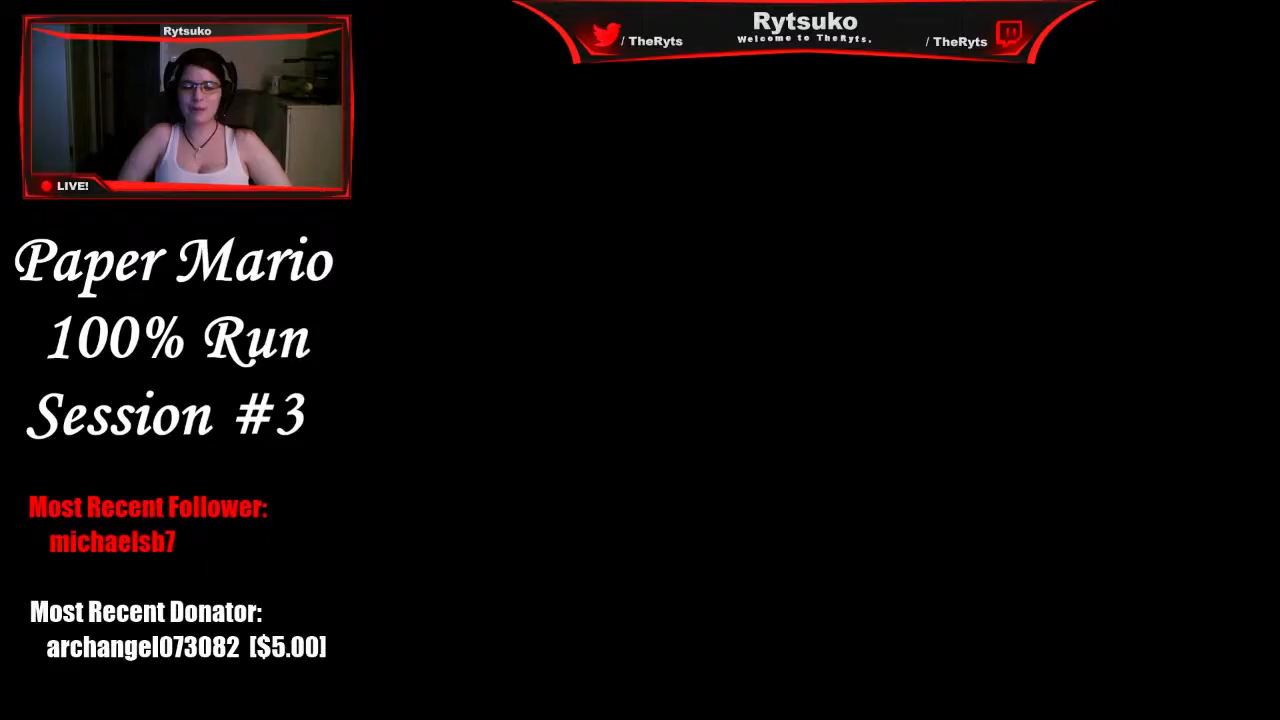 Rytsuko
LIVE!
Rytsuko
/ TheRyts
Welcome to TheRyts.
/ TheRyts
Paper Mario
100% Run
Session #3
Most Recent Follower:
michaelsb7
Most Recent Donator:
archangel073082 [$5.00]